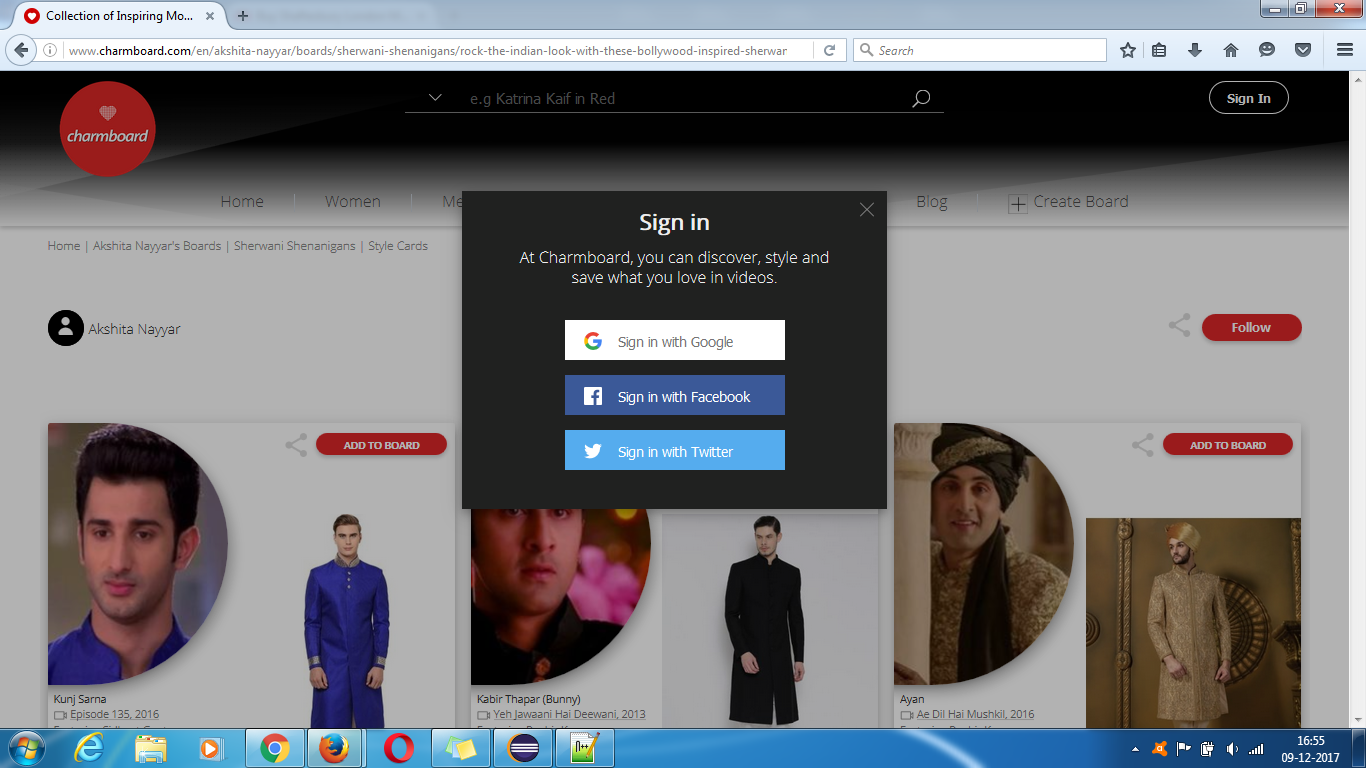 Collection of Inspiring Mo...
www.charmboard.com/en/akshita-nayyar/boards/sherwani-shenanigans/rock-the-indian-look-with-these-bollywood-inspired-sherwar
Search
charmboard
e.g Katrina Kaif in Red
Sign In
Home
Women
Me
Blog
Create Board
Home | Akshita Nayyar's Boards | Sherwani Shenanigans | Style Cards
Sign in
At Charmboard, you can discover, style and
save what you love in videos.
Sign in with Google
Sign in with Facebook
Sign in with Twitter
Akshita Nayyar
Follow
ADD TO BOARD
ADD TO BOARD
Kunj Sarna
Episode 135, 2016
Kabir Thapar (Bunny)
Yeh Jawaani Hai Deewani, 2013
Ayan
Ae Dil Hai Mushkil, 2016
16:55
09-12-2017